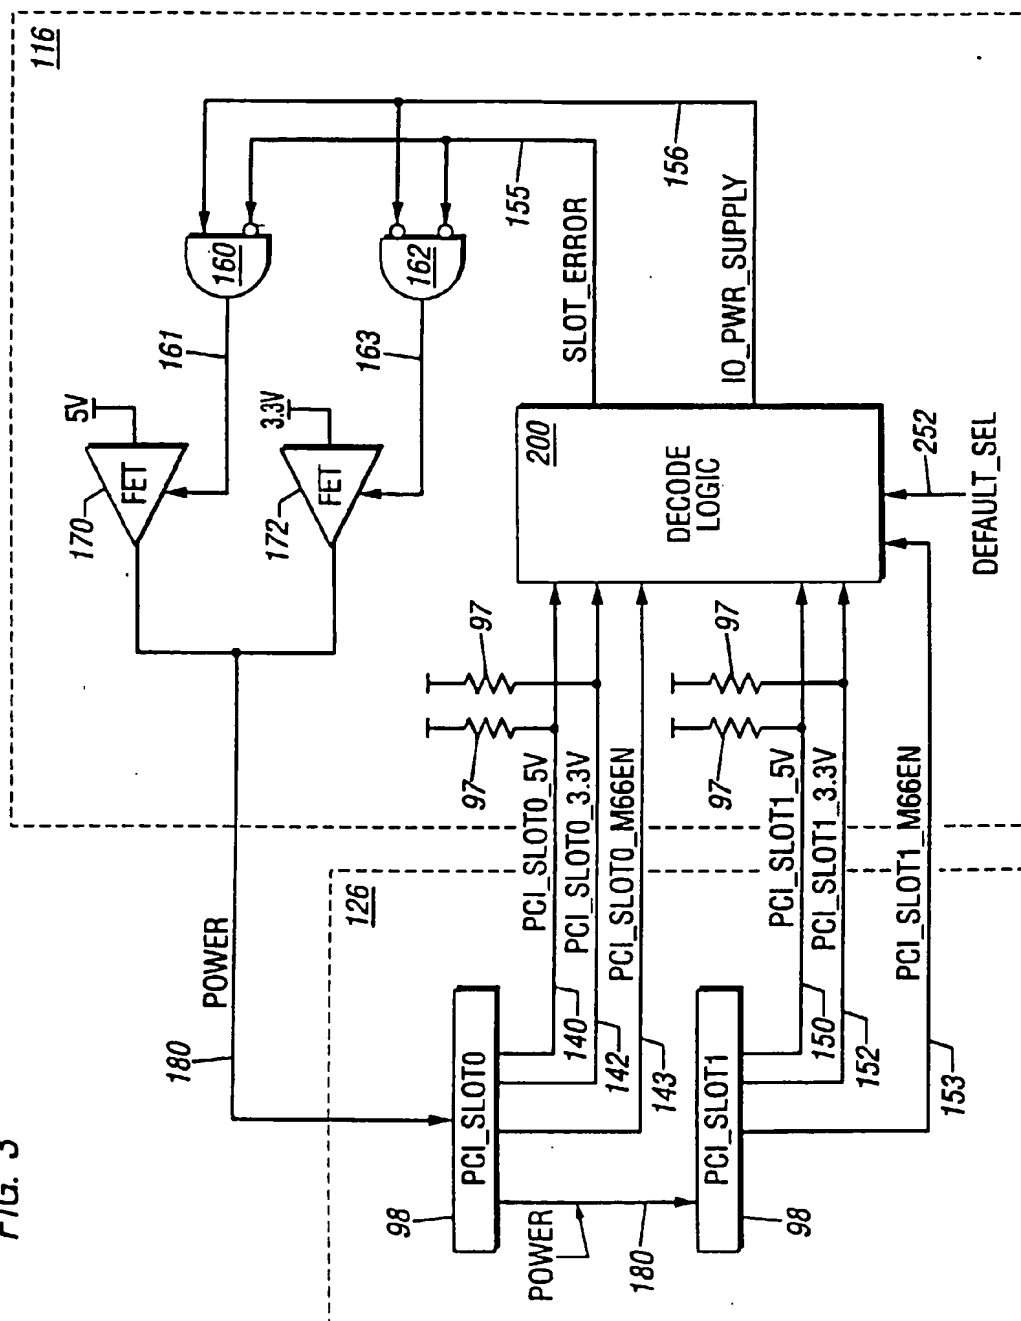 FIG. 3
116
5V
170
FET
161
180
POWER
160
3.3V
172
FET
126
163
98
162
PCI_SLOT0
97
97
155
PCI_SLOT0_5V
POWER
200
140
SLOT_ERROR
PCI_SLOT0_3.3V
142
PCI_SLOT0_M66EN
180
143
156
DECODE
LOGIC
PCI_SLOT1
97
97
IO_PWR_SUPPLY
PCI_SLOT1_5V
98
150
PCI_SLOT1_3.3V
152
PCI_SLOT1_M66EN
252
153
DEFAULT_SEL